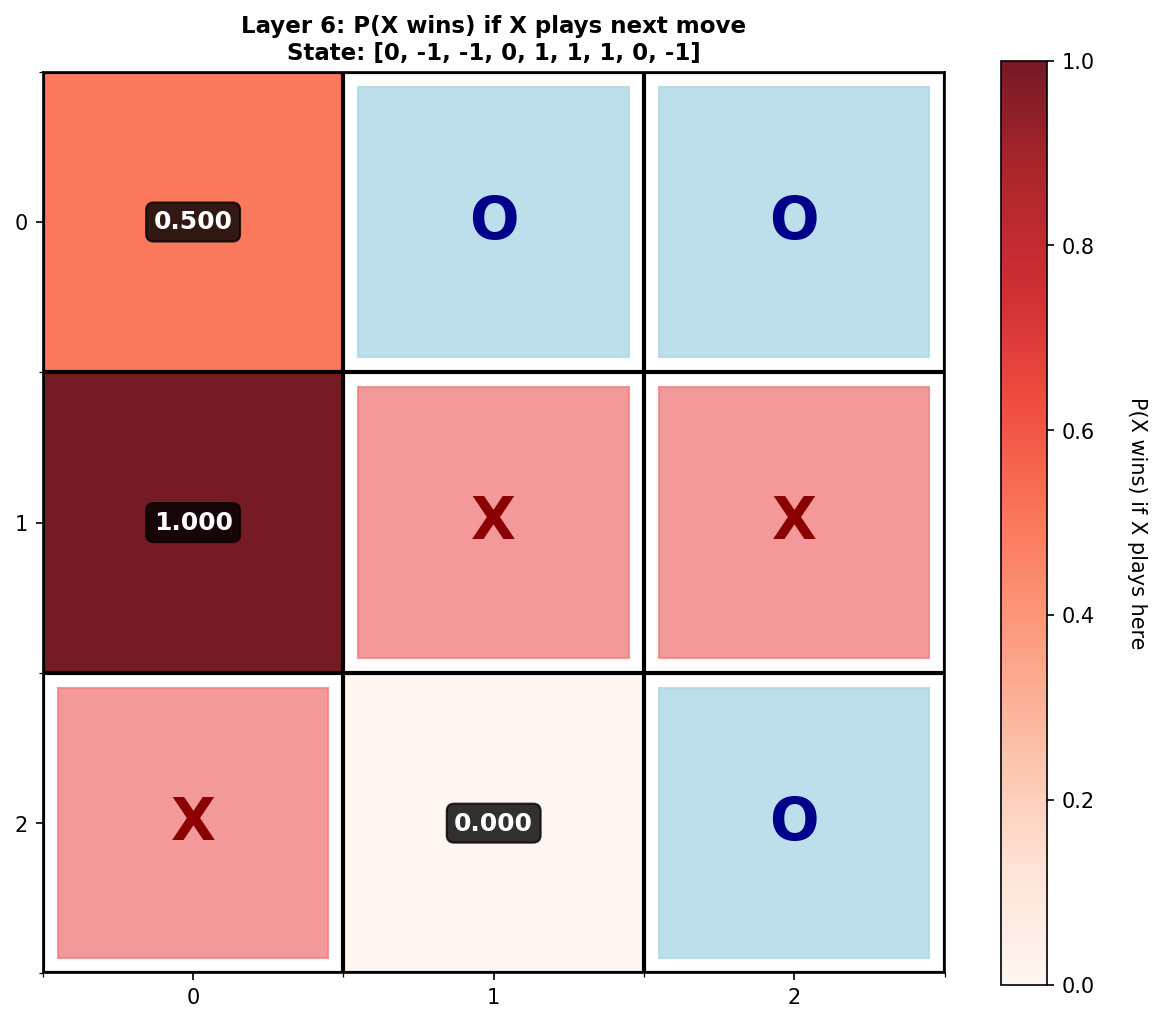 Layer 6: P(X wins) if X plays next move
State: [0, -1, -1, 0, 1, 1, 1, 0, -1]
0
0.500
O
O
1
1.000
X
X
2
X
0.000
O
0
1
2
1.0
0.8
0.6
0.4
0.2
0.0
P(X wins) if X plays here